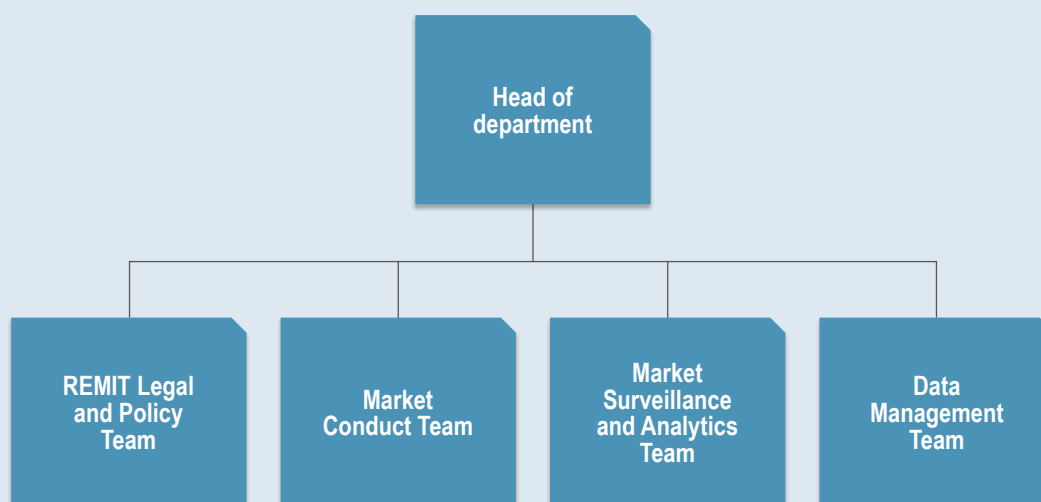 Head of
department
REMIT Legal
and Policy
Team
Market
Conduct Team
Market
Surveillance
and Analytics
Team
Data
Management
Team